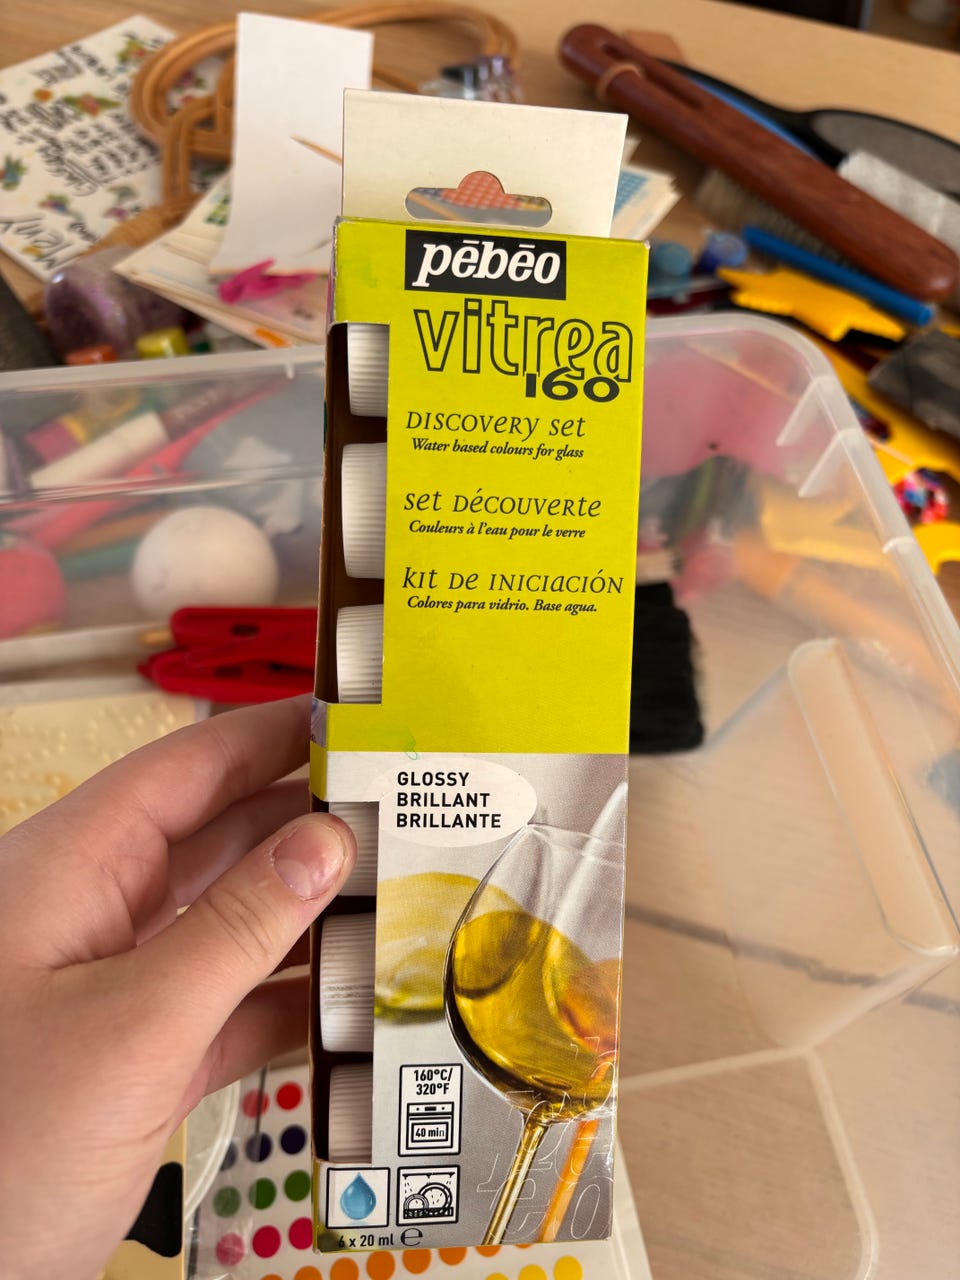 pēbēo
vitrea
160
DISCOVERY SET
Water based colours for glass
SET DÉCOUVERTE
Couleurs à l'eau pour le verre
KIT DE INICIACIÓN
Colores para vidrio. Base agua.
GLOSSY
BRILLANT
BRILLANTE
160°C/
320°F
40 min
6 x 20 ml ℮